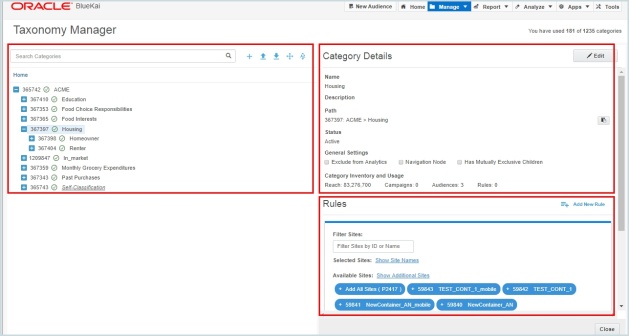 ORACLE BlueKai
New Audience Home Manage Report Analyze Apps Tools
Taxonomy Manager
You have used 181 of 1235 categories
Search Categories
Home
365742 ACME
367419 Education
367353 Food Choice Responsibilities
367365 Food Interests
367397 Housing
367398 Homeowner
367404 Renter
1209847 In_market
367359 Monthly Grocery Expenditures
367343 Past Purchases
365743 Self-Classification
Category Details
Edit
Name
Housing
Description
Path
367397: ACME > Housing
Status
Active
General Settings
Exclude from Analytics Navigation Node Has Mutually Exclusive Children
Category Inventory and Usage
Reach: 83,276,700 Campaigns: 0 Audiences: 3 Rules: 0
Rules
Add New Rule
Filter Sites:
Filter Sites by ID or Name
Selected Sites: Show Site Names
Available Sites: Show Additional Sites
+ Add All Sites ( P2417 ) + 59843 TEST_CONT_1_mobile + 59842 TEST_CONT_1
+ 59841 NewContainer_AN_mobile + 59840 NewContainer_AN
Close